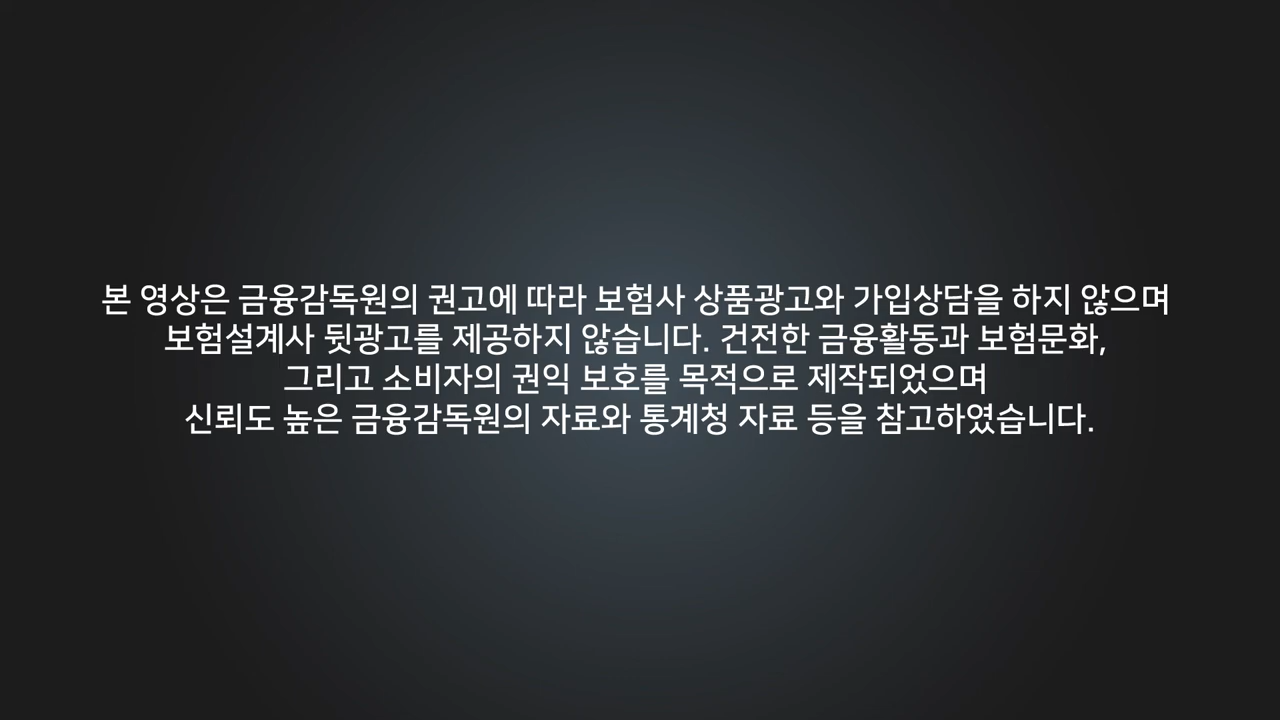 본 영상은 금융감독원의 권고에 따라 보험사 상품광고와 가입상담을 하지 않으며
보험설계사 뒷광고를 제공하지 않습니다. 건전한 금융활동과 보험문화,
그리고 소비자의 권익 보호를 목적으로 제작되었으며
신뢰도 높은 금융감독원의 자료와 통계청 자료 등을 참고하였습니다.